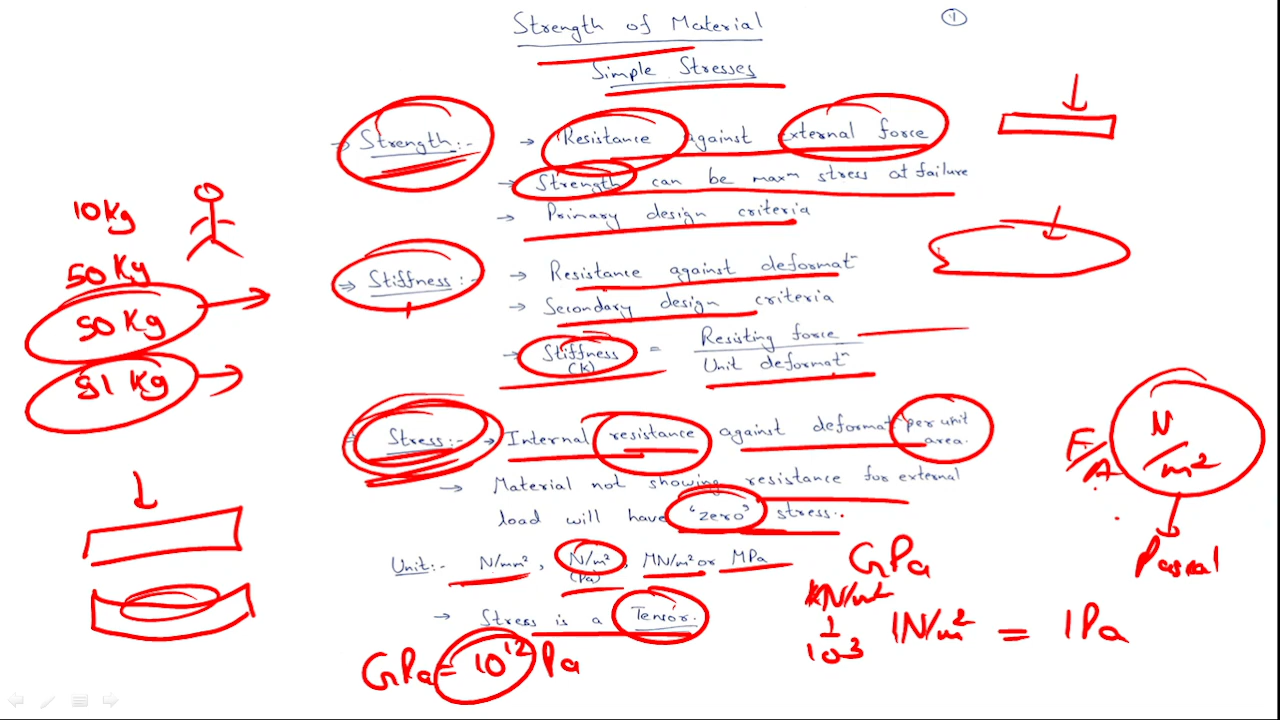 Strength of Material
1
Simple Stresses
→ Strength :- → Resistance against external force
→ Strength can be maxm stress at failure
→ Primary design criteria
→ Stiffness :- → Resistance against deformatn
→ Secondary design criteria
→ Stiffness (K) = Resisting force / Unit deformatn
→ Stress :- → Internal resistance against deformatn per unit area.
→ Material not showing resistance for external
load will have "zero" stress.
Unit :- N/mm², N/m² (Pa), MN/m² or MPa
→ Stress is a Tensor.
10 Kg
50 Kg
50 Kg
51 Kg
F/A
N/m²
Pascal
GPa
KN/m²
1
10 3
1N/m² = 1Pa
GPa = 10¹² Pa